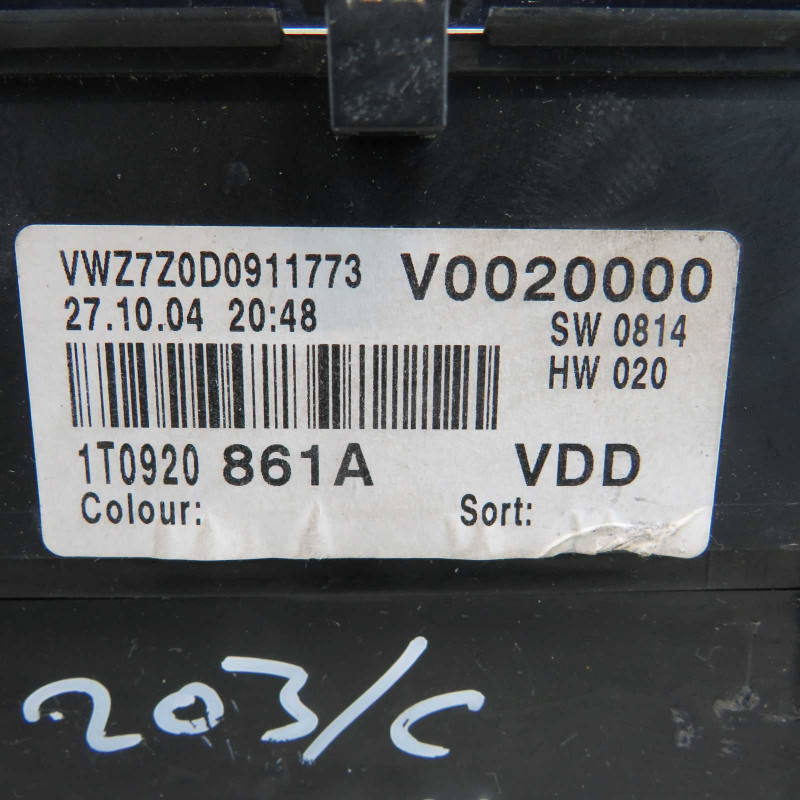 VWZ7Z0D0911773 V0020000
27.10.04 20:48 SW 0814
HW 020
1T0920 861A VDD
Colour: Sort:
203/C